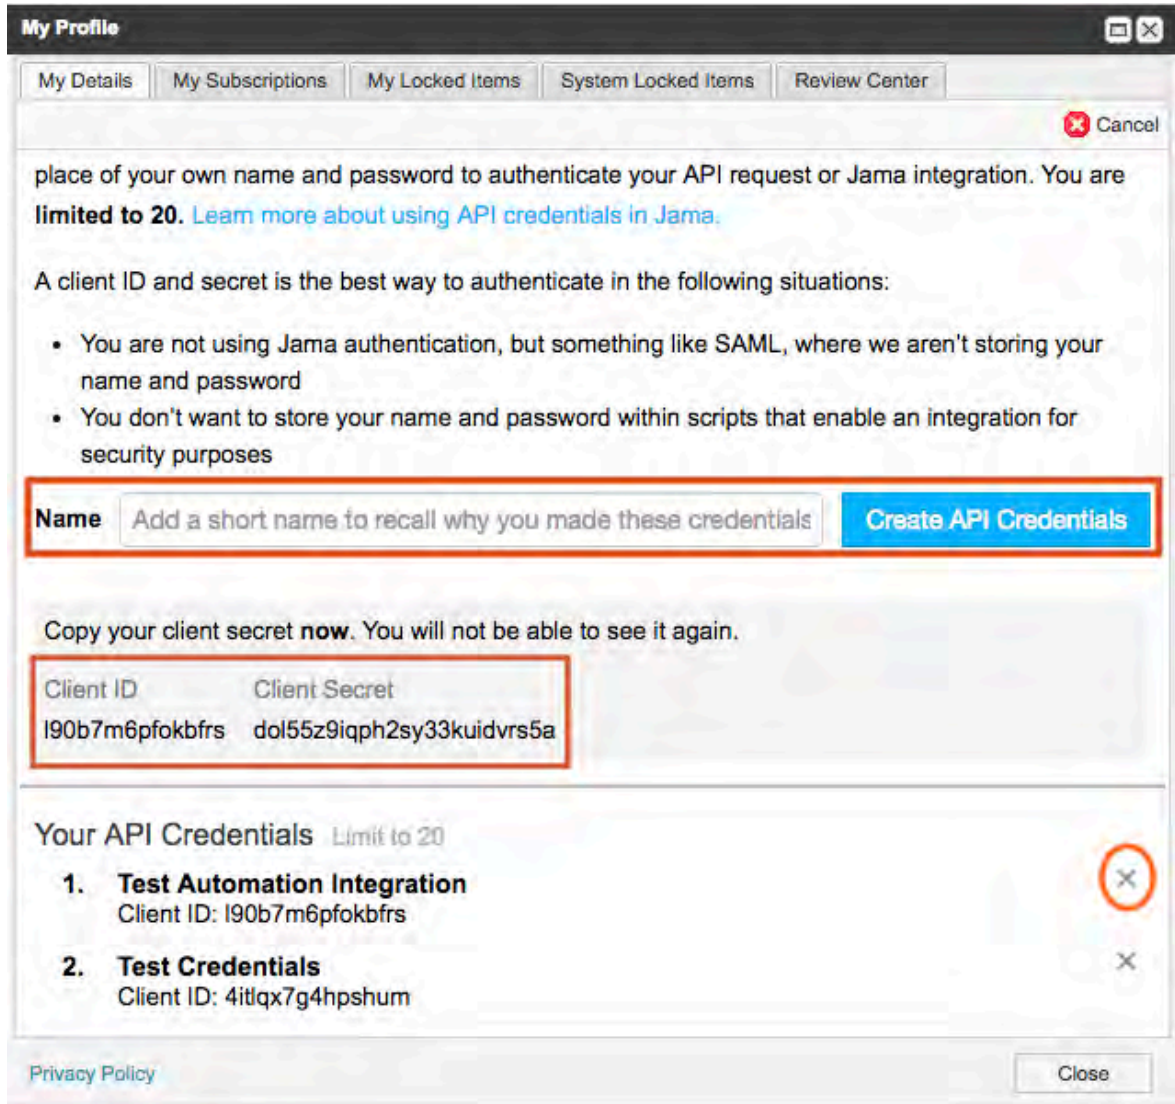 My Profile
My Details My Subscriptions My Locked Items System Locked Items Review Center
Cancel
place of your own name and password to authenticate your API request or Jama integration. You are
limited to 20. Learn more about using API credentials in Jama.
A client ID and secret is the best way to authenticate in the following situations:
• You are not using Jama authentication, but something like SAML, where we aren't storing your
name and password
• You don't want to store your name and password within scripts that enable an integration for
security purposes
Name Add a short name to recall why you made these credentials Create API Credentials
Copy your client secret now. You will not be able to see it again.
Client ID Client Secret
l90b7m6pfokbfrs dol55z9iqph2sy33kuidvrs5a
Your API Credentials Limit to 20
1. Test Automation Integration
Client ID: l90b7m6pfokbfrs
2. Test Credentials
Client ID: 4itlqx7g4hpshum
Privacy Policy Close